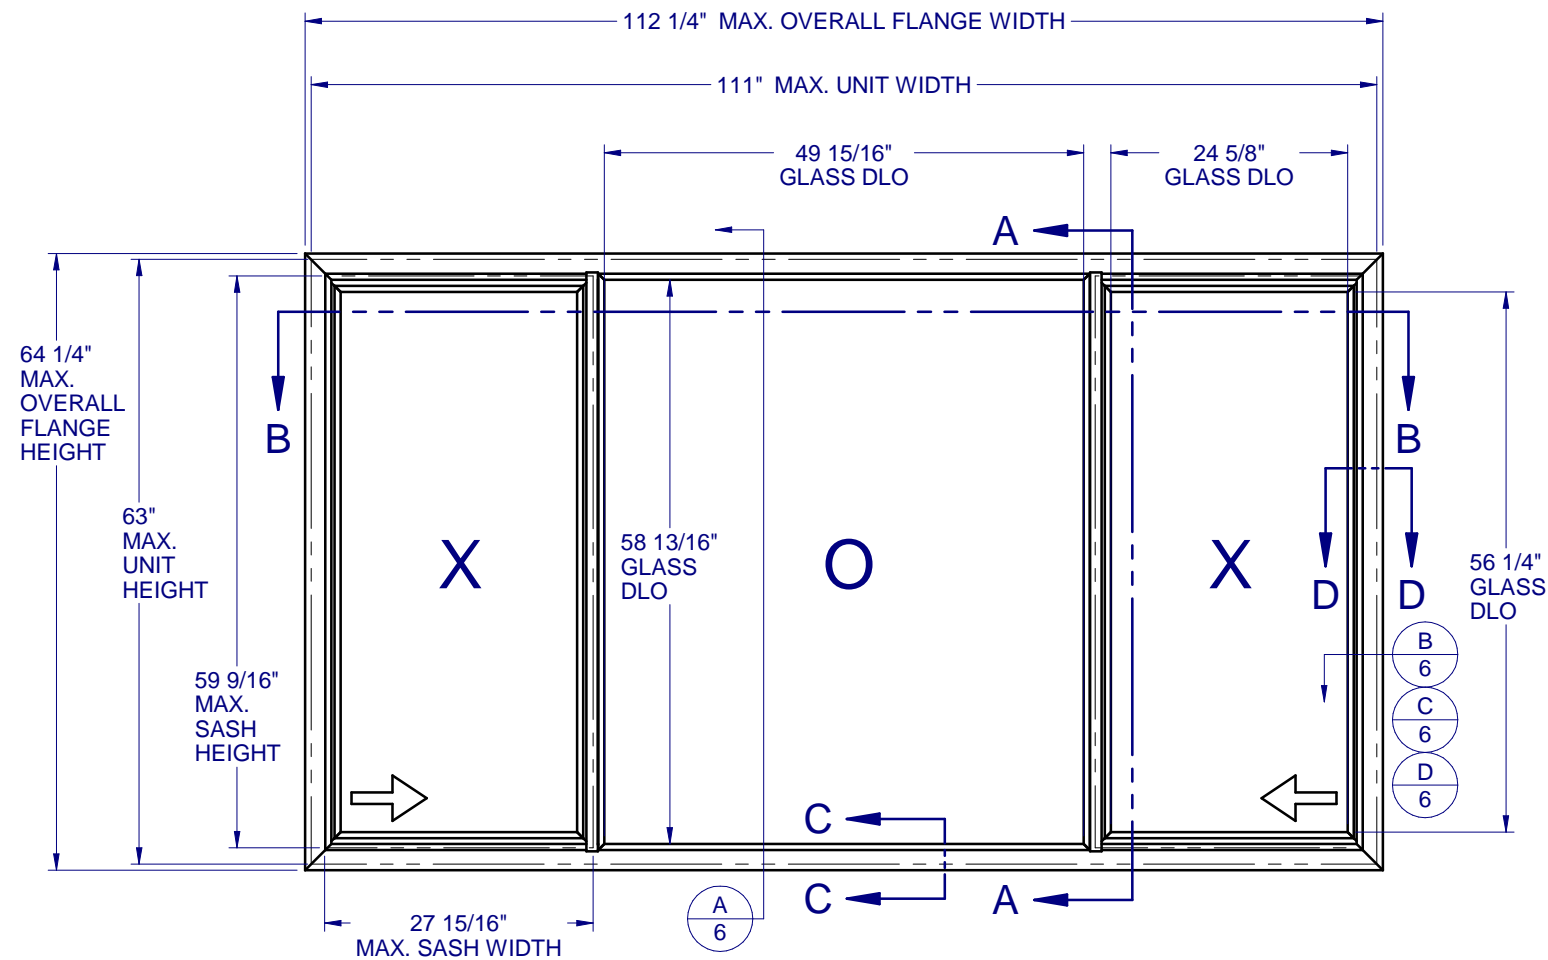 112 1/4"  MAX. OVERALL FLANGE WIDTH
111"  MAX. UNIT WIDTH
49 15/16"
GLASS DLO
24 5/8"
GLASS DLO
A
64 1/4"
MAX.
OVERALL
FLANGE
HEIGHT
B
B
63"
MAX.
UNIT
HEIGHT
58 13/16"
GLASS
DLO
X
O
X
D
D
56 1/4"
GLASS
DLO
59 9/16"
MAX.
SASH
HEIGHT
B
6
C
6
D
6
C
C
A
A
6
27 15/16"
MAX. SASH WIDTH